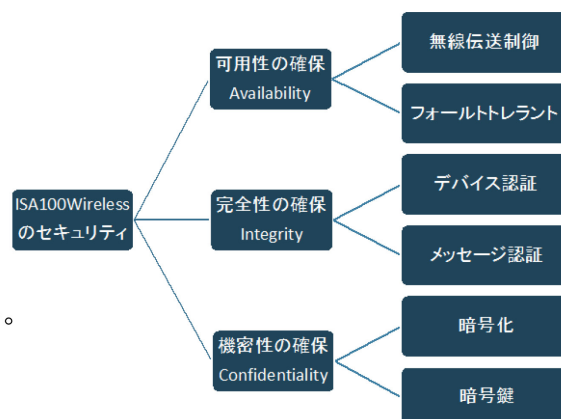 無線伝送制御
可用性の確保
Availability
フォールトトレラント
デバイス認証
ISA100Wireless
のセキュリティ
完全性の確保
Integrity
メッセージ認証
。
暗号化
機密性の確保
Confidentiality
暗号鍵